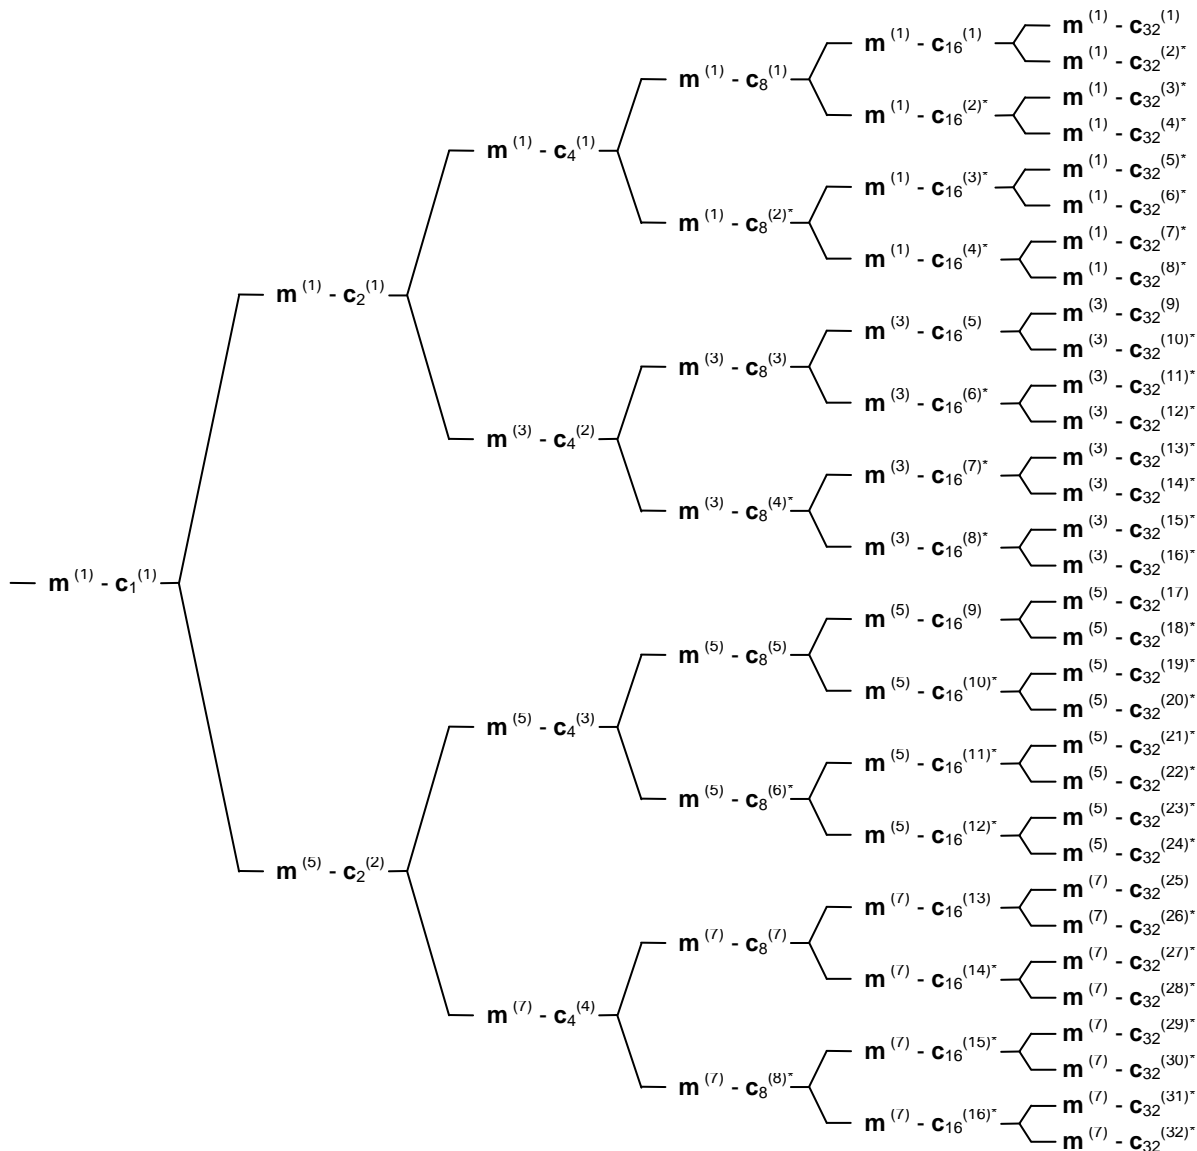 m(1) - c1(1)
m(1) - c2(1)
m(5) - c2(2)
m(1) - c4(1)
m(3) - c4(2)
m(5) - c4(3)
m(7) - c4(4)
m(1) - c8(1)
m(1) - c8(2)*
m(3) - c8(3)
m(3) - c8(4)*
m(5) - c8(5)
m(5) - c8(6)*
m(7) - c8(7)
m(7) - c8(8)*
m(1) - c16(1)
m(1) - c16(2)*
m(1) - c16(3)*
m(1) - c16(4)*
m(3) - c16(5)
m(3) - c16(6)*
m(3) - c16(7)*
m(3) - c16(8)*
m(5) - c16(9)
m(5) - c16(10)*
m(5) - c16(11)*
m(5) - c16(12)*
m(7) - c16(13)
m(7) - c16(14)*
m(7) - c16(15)*
m(7) - c16(16)*
m(1) - c32(1)
m(1) - c32(2)*
m(1) - c32(3)*
m(1) - c32(4)*
m(1) - c32(5)*
m(1) - c32(6)*
m(1) - c32(7)*
m(1) - c32(8)*
m(3) - c32(9)
m(3) - c32(10)*
m(3) - c32(11)*
m(3) - c32(12)*
m(3) - c32(13)*
m(3) - c32(14)*
m(3) - c32(15)*
m(3) - c32(16)*
m(5) - c32(17)
m(5) - c32(18)*
m(5) - c32(19)*
m(5) - c32(20)*
m(5) - c32(21)*
m(5) - c32(22)*
m(5) - c32(23)*
m(5) - c32(24)*
m(7) - c32(25)
m(7) - c32(26)*
m(7) - c32(27)*
m(7) - c32(28)*
m(7) - c32(29)*
m(7) - c32(30)*
m(7) - c32(31)*
m(7) - c32(32)*